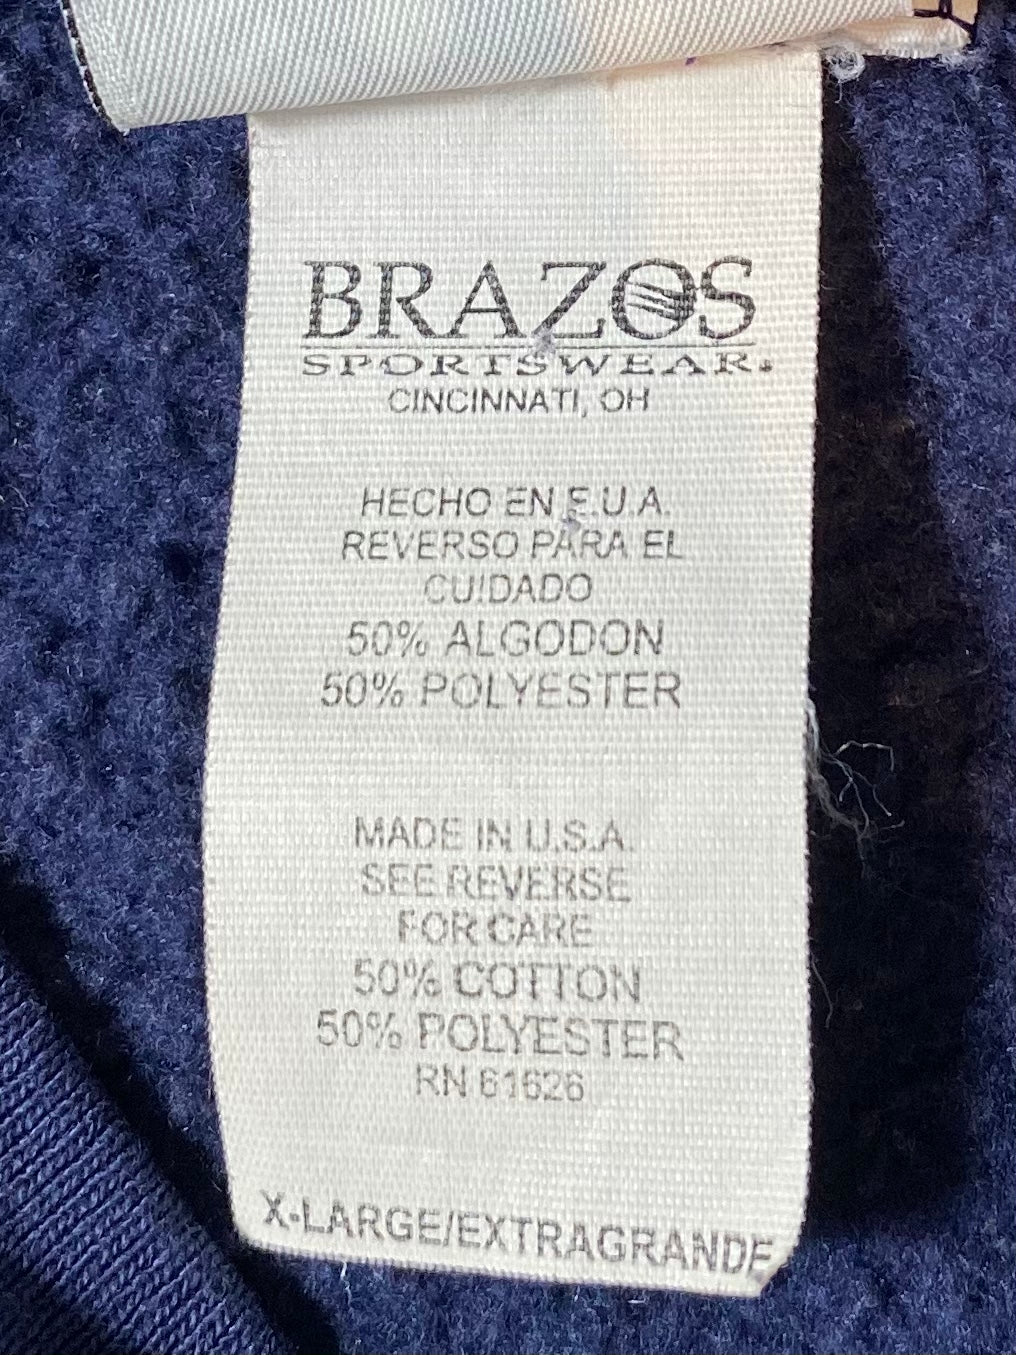 BRAZOS
SPORTSWEAR.
CINCINNATI, OH
HECHO EN E.U.A.
REVERSO PARA EL
CUIDADO
50% ALGODON
50% POLYESTER
MADE IN U.S.A.
SEE REVERSE
FOR CARE
50% COTTON
50% POLYESTER
RN 61626
X-LARGE/EXTRAGRANDE